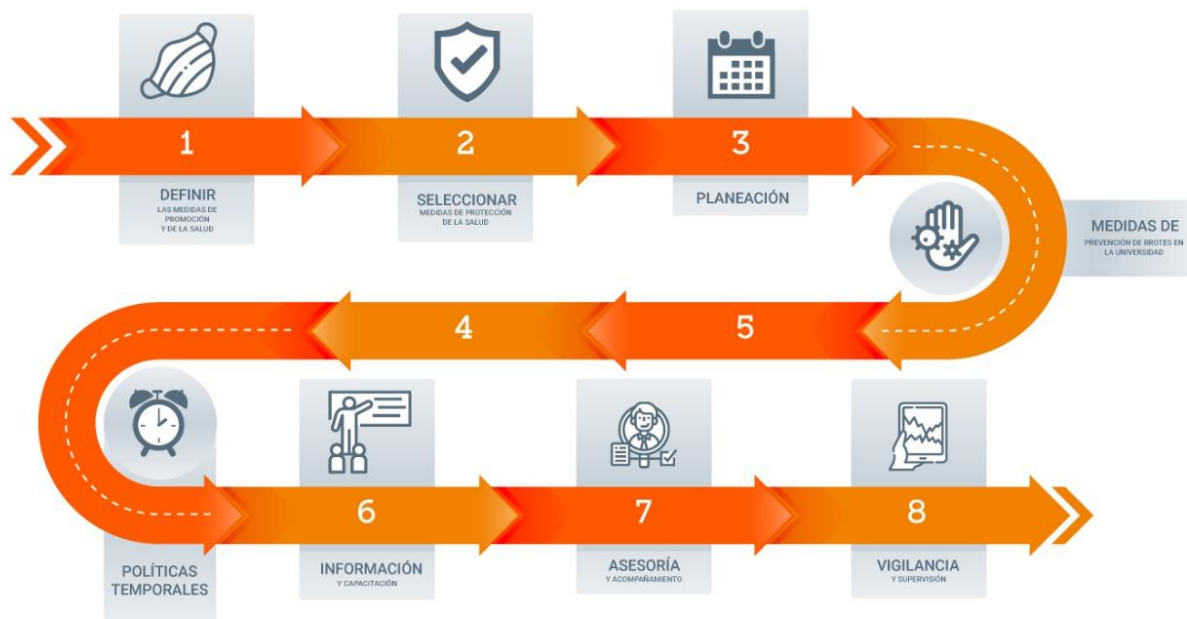 1
2
3
DEFINIR
LAS MEDIDAS DE
PROMOCIÓN
Y DE LA SALUD
SELECCIONAR
MEDIDAS DE PROTECCIÓN
DE LA SALUD
PLANEACIÓN
MEDIDAS DE
PREVENCIÓN DE BROTES EN
LA UNIVERSIDAD
4
5
6
7
8
POLÍTICAS
TEMPORALES
INFORMACIÓN
Y CAPACITACIÓN
ASESORÍA
Y ACOMPAÑAMIENTO
VIGILANCIA
Y SUPERVISIÓN